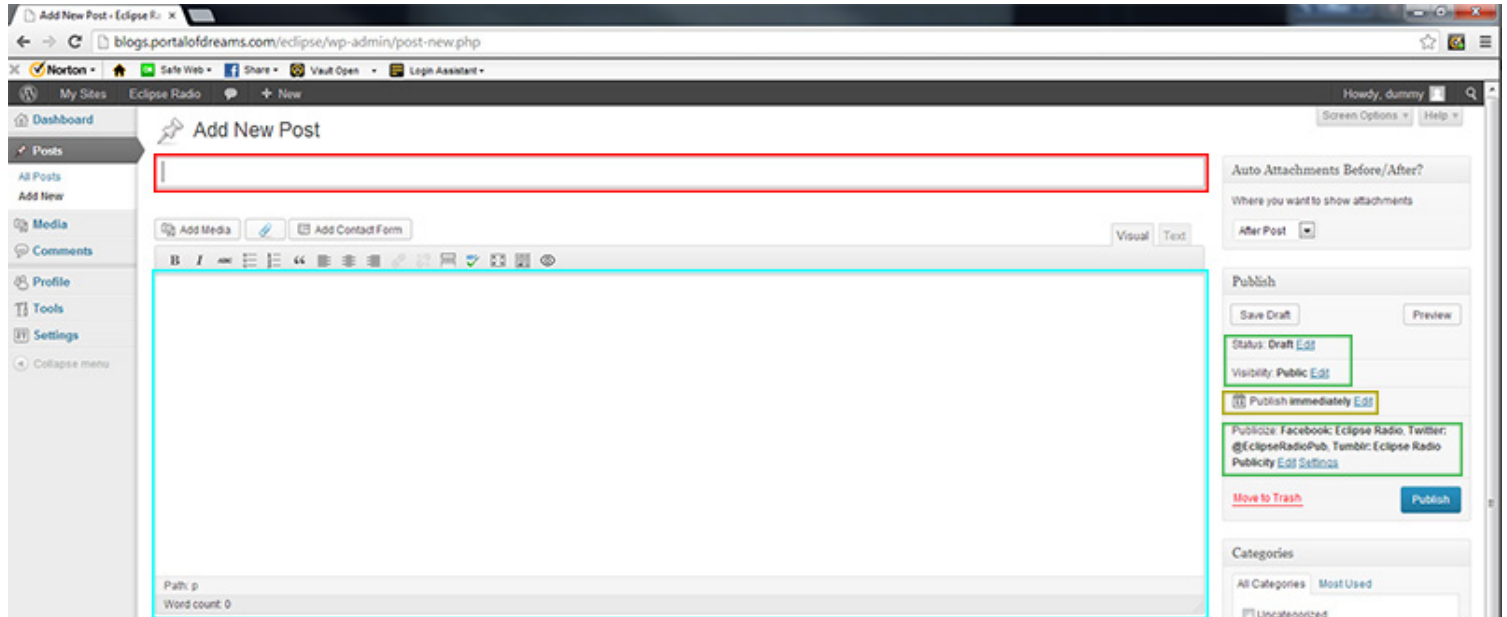 Add New Post ‹ Eclipse Ra
blogs.portalofdreams.com/eclipse/wp-admin/post-new.php
Norton Safe Web Share Vault Open Login Assistant
My Sites Eclipse Radio + New Howdy, dummy
Dashboard
Posts
All Posts
Add New
Media
Comments
Profile
Tools
Settings
Collapse menu
Screen Options Help
Add New Post
Add Media Add Contact Form
Visual Text
B I ABC
Path: p
Word count: 0
Auto Attachments Before/After?
Where you want to show attachments
After Post
Publish
Save Draft Preview
Status: Draft Edit
Visibility: Public Edit
Publish immediately Edit
Publicize: Facebook: Eclipse Radio, Twitter:
@EclipseRadioPub, Tumblr: Eclipse Radio
Publicity Edit Settings
Move to Trash Publish
Categories
All Categories Most Used
Uncategorized